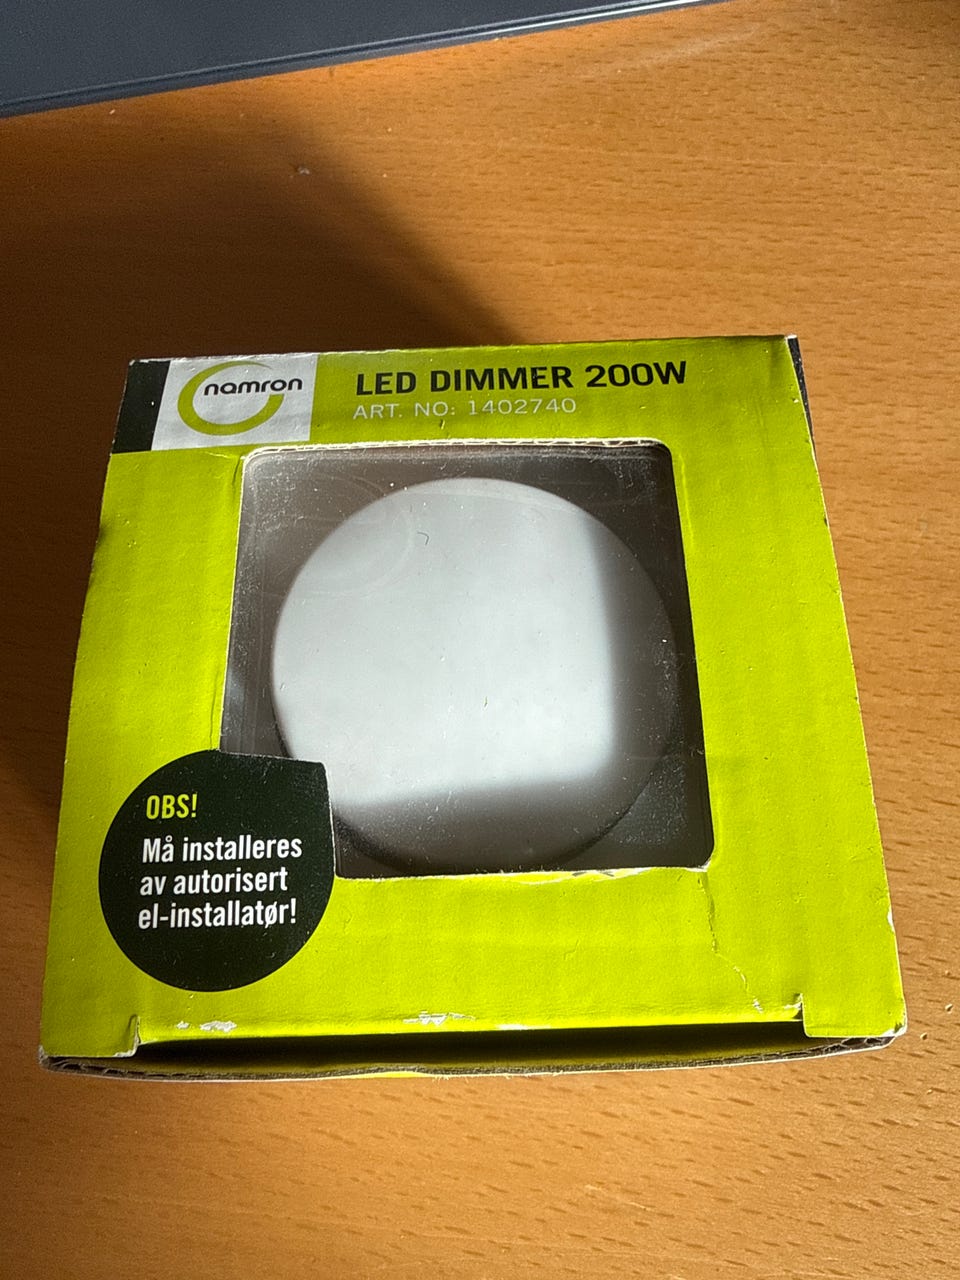 namron
LED DIMMER 200W
ART. NO: 1402740
OBS!
Må installeres
av autorisert
el-installatør!